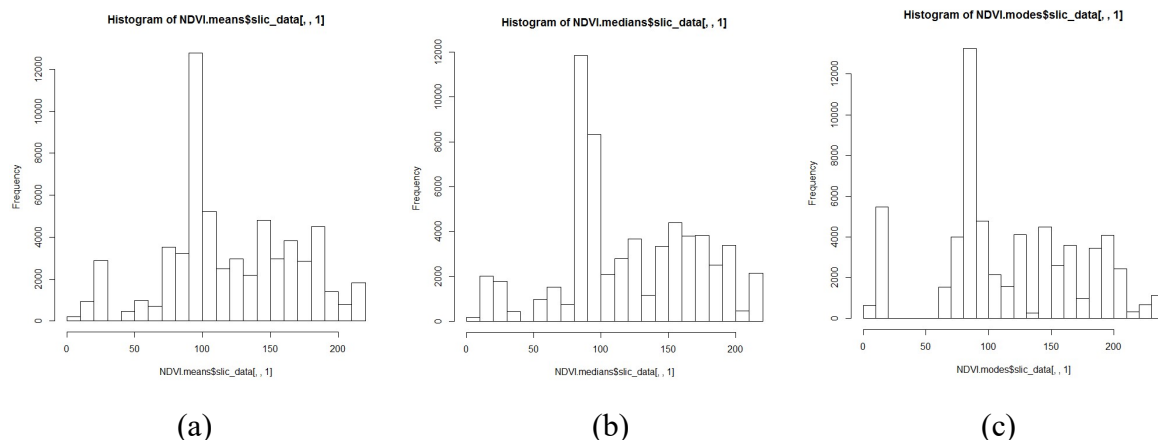 Histogram of NDVI.means$slic_data[, , 1]
Frequency
12000
10000
8000
6000
4000
2000
0
0 50 100 150 200
NDVI.means$slic_data[, , 1]
(a)
Histogram of NDVI.medians$slic_data[, , 1]
Frequency
12000
10000
8000
6000
4000
2000
0
0 50 100 150 200
NDVI.medians$slic_data[, , 1]
(b)
Histogram of NDVI.modes$slic_data[, , 1]
Frequency
12000
10000
8000
6000
4000
2000
0
0 50 100 150 200
NDVI.modes$slic_data[, , 1]
(c)